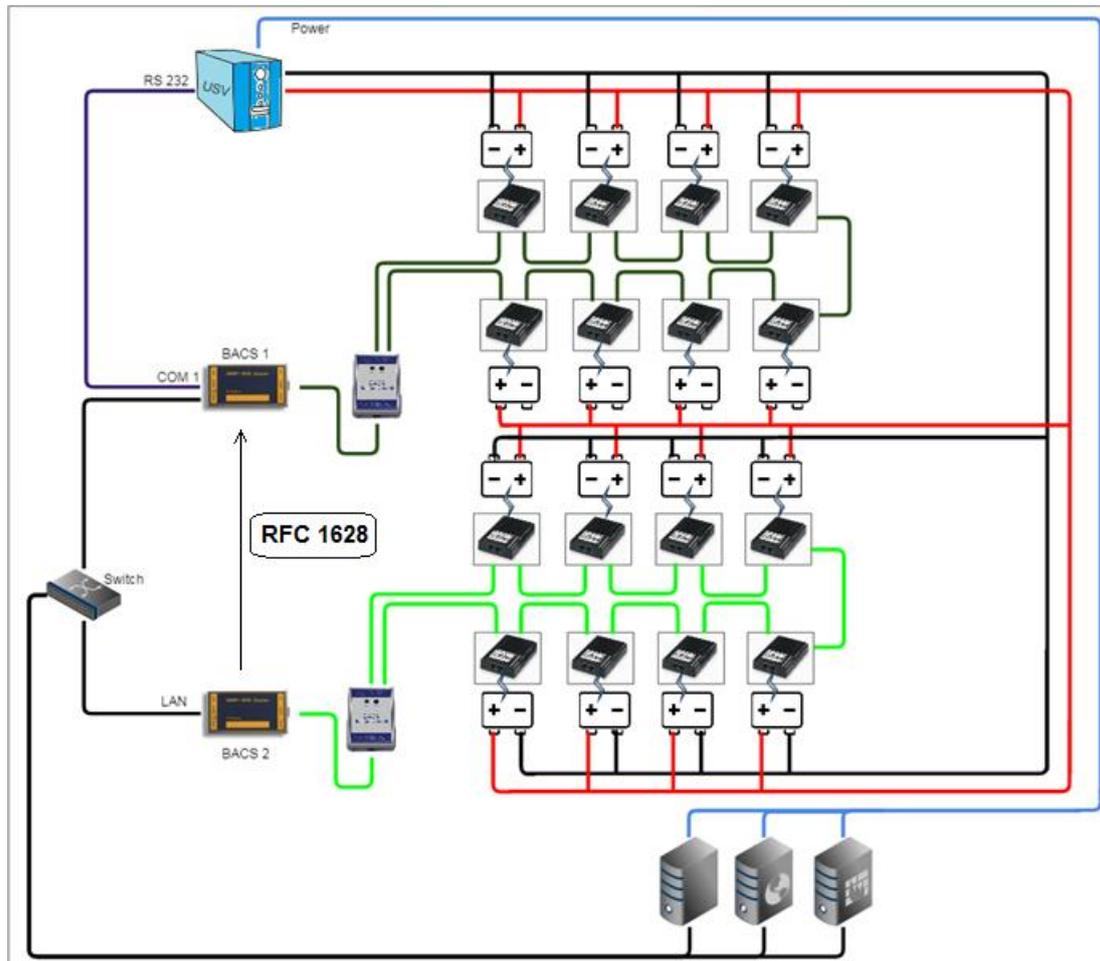 Power
RS 232
USV
BACS 1
COM 1
RFC 1628
Switch
LAN
BACS 2